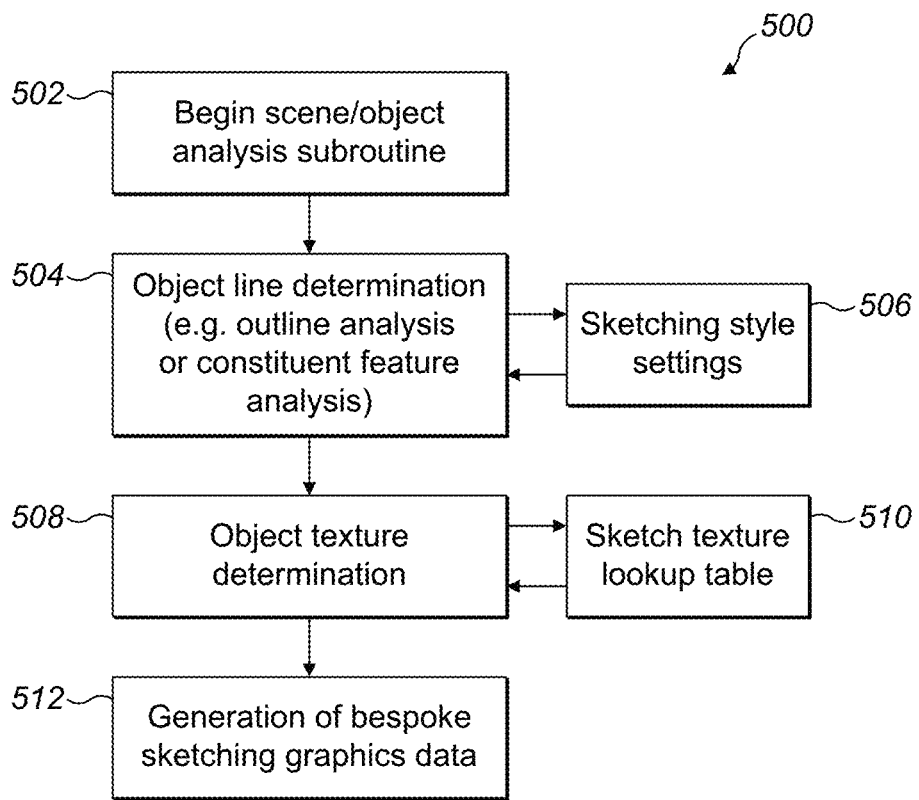 500
502
Begin scene/object
analysis subroutine
504
Object line determination
(e.g. outline analysis
or constituent feature
analysis)
506
Sketching style
settings
508
Object texture
determination
510
Sketch texture
lookup table
512
Generation of bespoke
sketching graphics data